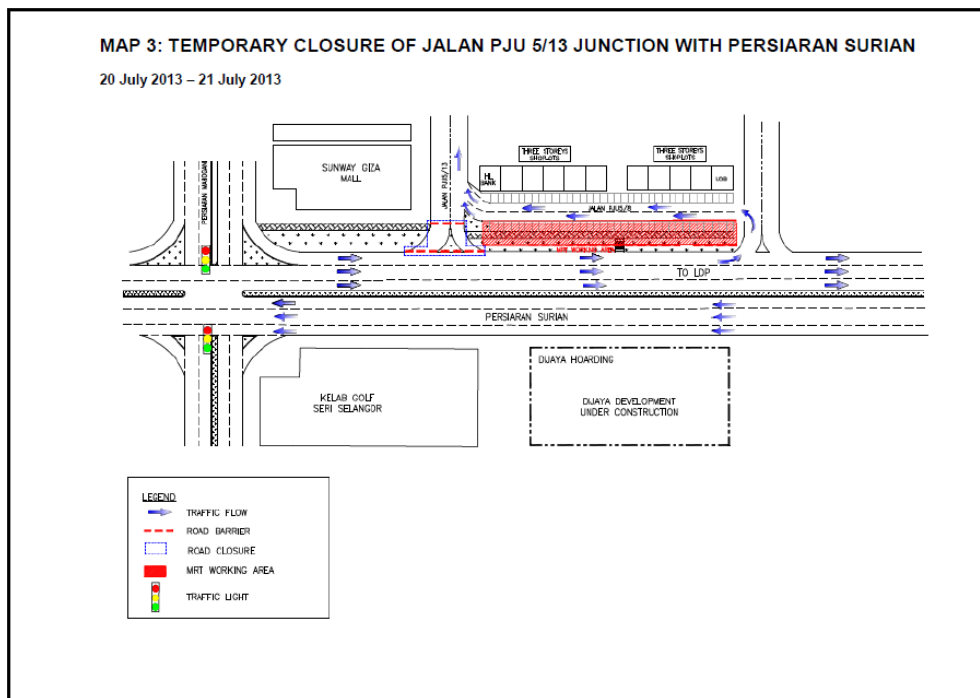 MAP 3: TEMPORARY CLOSURE OF JALAN PJU 5/13 JUNCTION WITH PERSIARAN SURIAN
20 July 2013 – 21 July 2013
PERSIARAN MAHOGANI
SUNWAY GIZA
MALL
JALAN PJU5/13
THREE STOREYS
SHOPLOTS
THREE STOREYS
SHOPLOTS
HL
BANK
JALAN PJU5/8
MRT WORKING AREA
TO LDP
PERSIARAN SURIAN
KELAB GOLF
SERI SELANGOR
DIJAYA HOARDING
DIJAYA DEVELOPMENT
UNDER CONSTRUCTION
LEGEND
TRAFFIC FLOW
ROAD BARRIER
ROAD CLOSURE
MRT WORKING AREA
TRAFFIC LIGHT